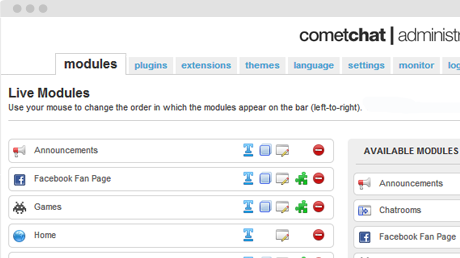 cometchat | administr
modules plugins extensions themes language settings monitor log
Live Modules
Use your mouse to change the order in which the modules appear on the bar (left-to-right).
Announcements
Facebook Fan Page
Games
Home
AVAILABLE MODULES
Announcements
Chatrooms
Facebook Fan Page